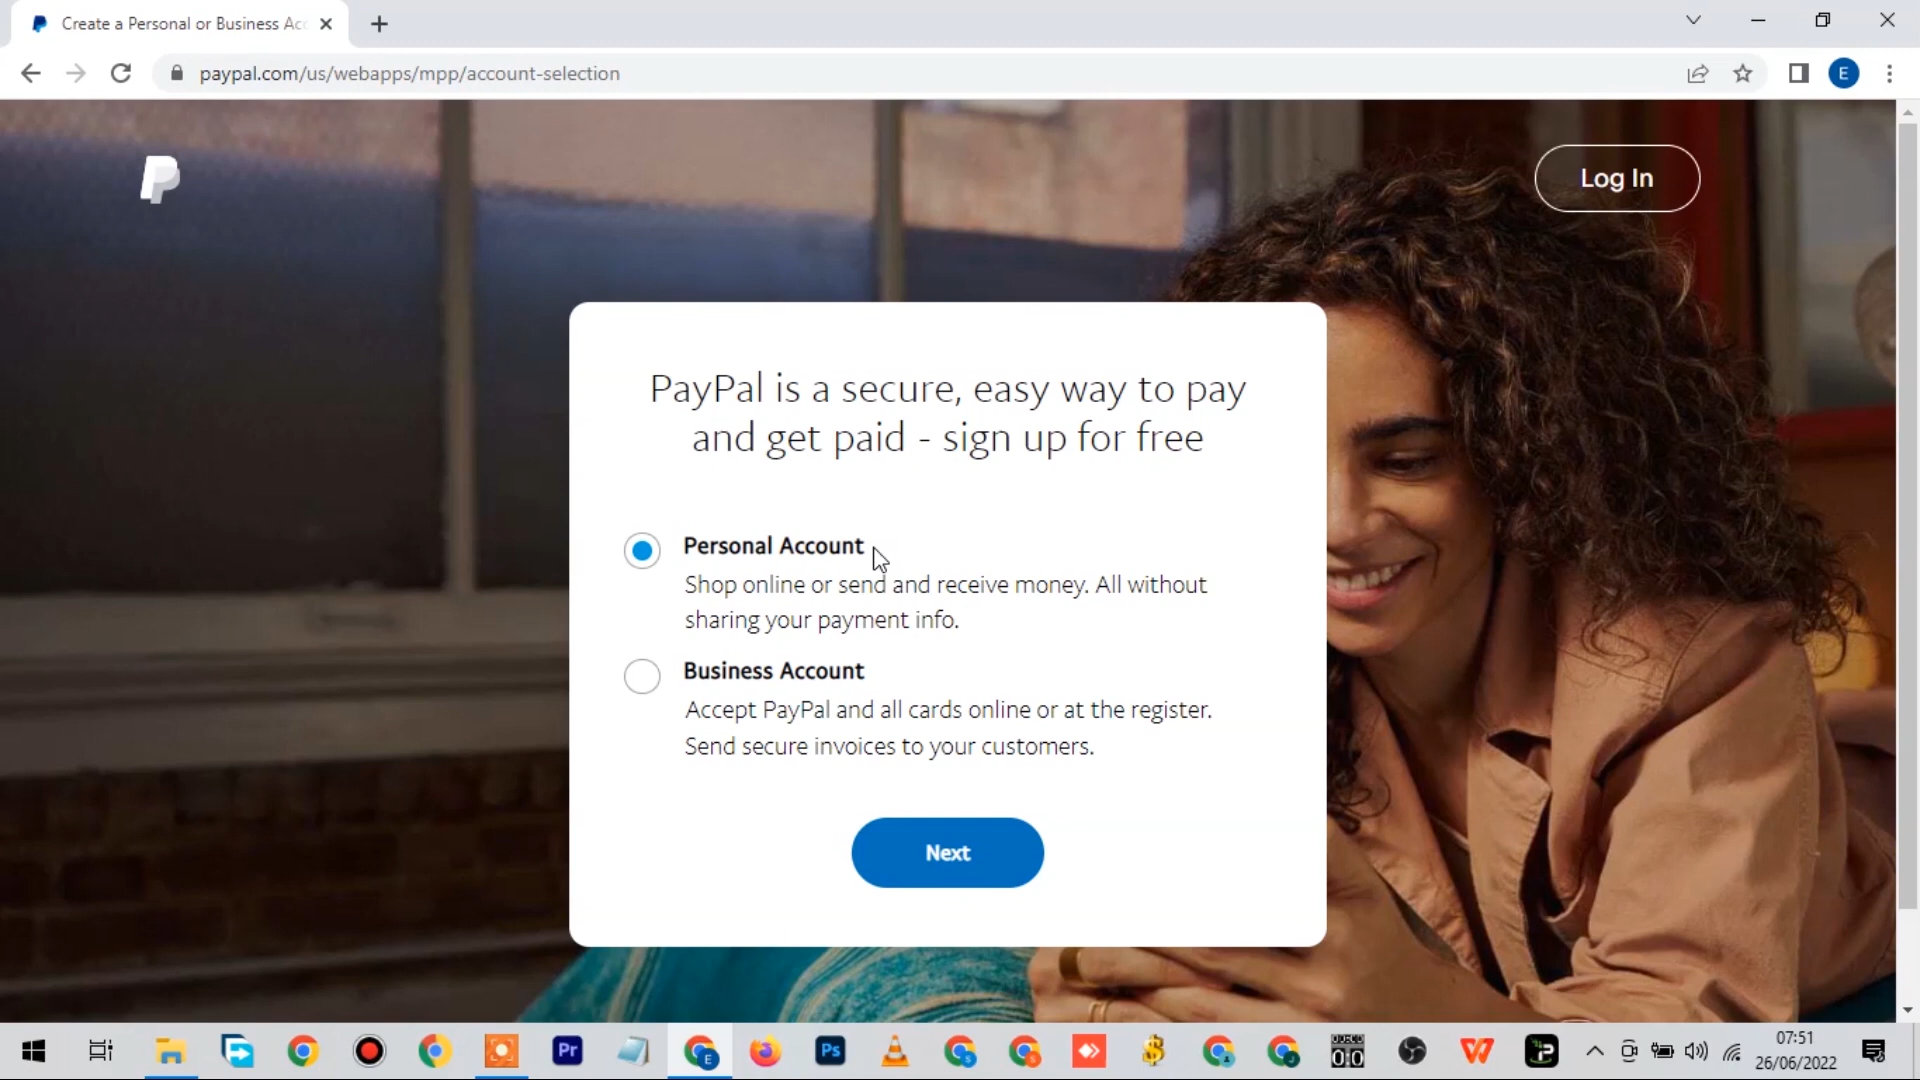 Create a Personal or Business Acc
paypal.com/us/webapps/mpp/account-selection
E
Log In
PayPal is a secure, easy way to pay
and get paid - sign up for free
Personal Account
Shop online or send and receive money. All without
sharing your payment info.
Business Account
Accept PayPal and all cards online or at the register.
Send secure invoices to your customers.
Next
Pr
E
Ps
07:51
26/06/2022